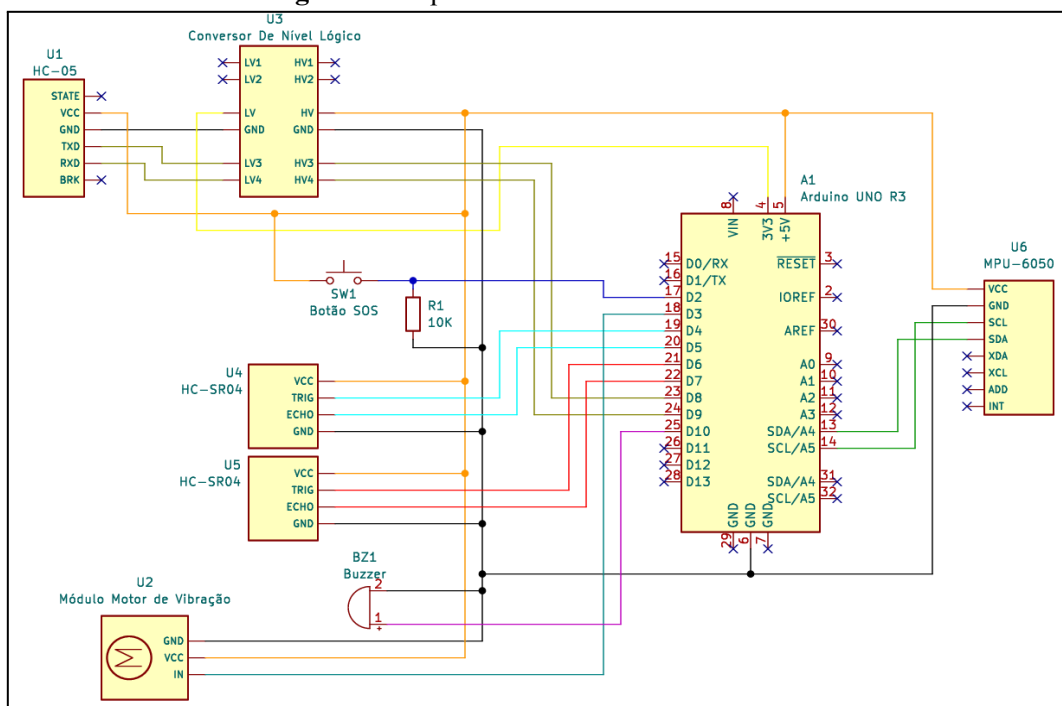 U3
Conversor De Nível Lógico
LV1
LV2
LV
GND
LV3
LV4
HV1
HV2
HV
GND
HV3
HV4
U1
HC-05
STATE
VCC
GND
TXD
RXD
BRK
A1
Arduino UNO R3
8
4
5
VIN
3V3
+5V
15 D0/RX
16 D1/TX
17 D2
18 D3
19 D4
20 D5
21 D6
22 D7
23 D8
24 D9
25 D10
26 D11
27 D12
28 D13
RESET 3
IOREF 2
AREF 30
A0 9
A1 10
A2 11
A3 12
SDA/A4 13
SCL/A5 14
SDA/A4 31
SCL/A5 32
GND
GND
GND
29
6
7
U6
MPU-6050
VCC
GND
SCL
SDA
XDA
XCL
ADD
INT
SW1
Botão SOS
R1
10K
U4
HC-SR04
VCC
TRIG
ECHO
GND
U5
HC-SR04
VCC
TRIG
ECHO
GND
BZ1
Buzzer
2
1
+
U2
Módulo Motor de Vibração
M
GND
VCC
IN